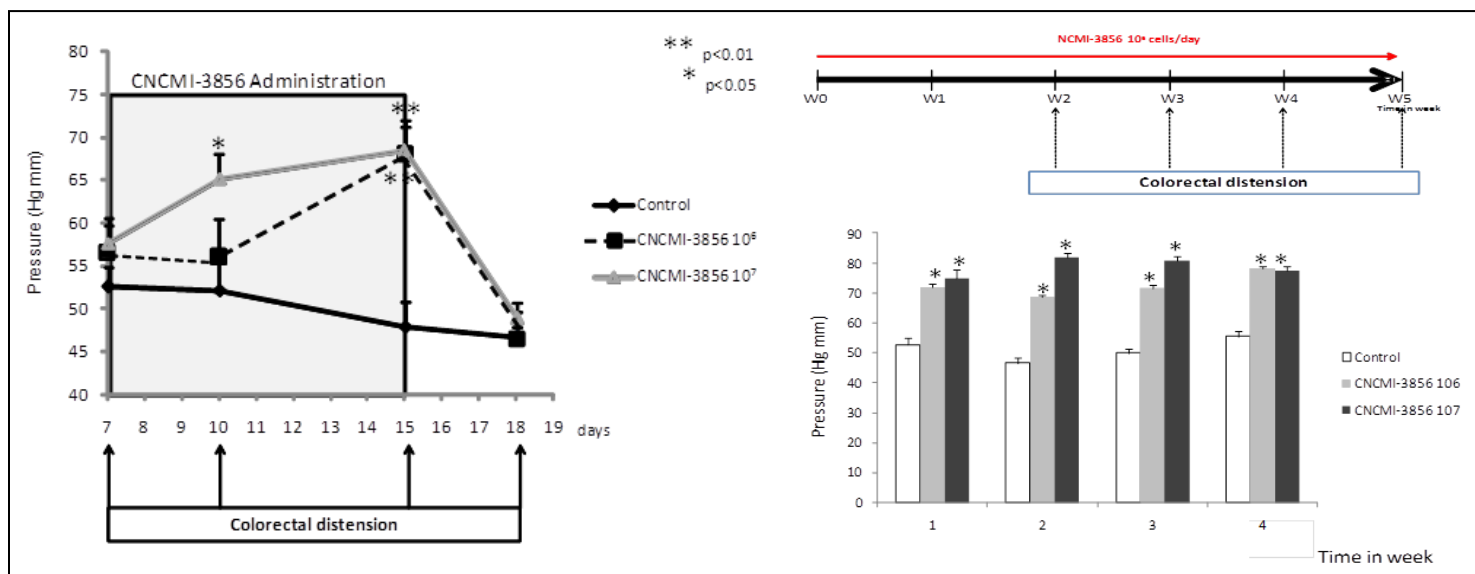 80
75
70
65
60
55
50
45
40
Pressure (Hg mm)
CNCMI-3856 Administration
*
**
**
7 8 9 10 11 12 13 14 15 16 17 18 19 days
Colorectal distension
** p<0.01
* p<0.05
Control
CNCMI-3856 10⁶
CNCMI-3856 10⁷
cells/day
NCMI-3856
W0 W1 W2 W3 W4 W5
Time in week
Colorectal distension
90
80
70
60
50
40
30
20
10
0
Pressure (Hg mm)
* * * * * * * *
1 2 3 4
Control
CNCMI-3856 106
CNCMI-3856 107
Time in week